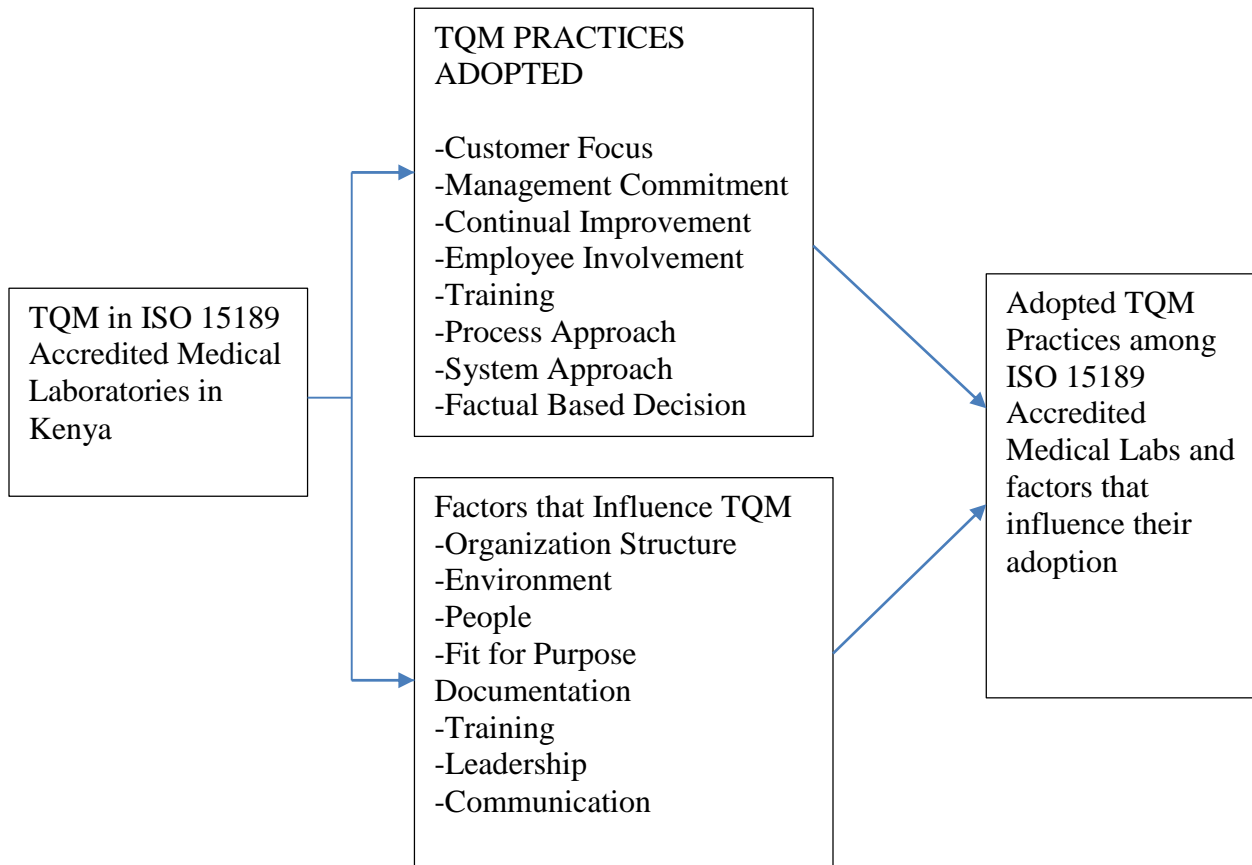 TQM in ISO 15189
Accredited Medical
Laboratories in
Kenya
TQM PRACTICES
ADOPTED
-Customer Focus
-Management Commitment
-Continual Improvement
-Employee Involvement
-Training
-Process Approach
-System Approach
-Factual Based Decision
Factors that Influence TQM
-Organization Structure
-Environment
-People
-Fit for Purpose
Documentation
-Training
-Leadership
-Communication
Adopted TQM
Practices among
ISO 15189
Accredited
Medical Labs and
factors that
influence their
adoption